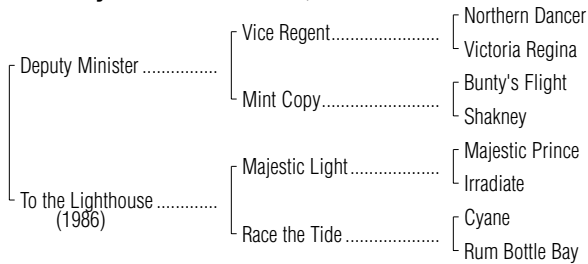 Northern Dancer
Vice Regent.......................
Victoria Regina
Deputy Minister ...............
Bunty's Flight
Mint Copy.........................
Shakney
Majestic Prince
Majestic Light ...................
Irradiate
To the Lighthouse .............
(1986)
Cyane
Race the Tide ....................
Rum Bottle Bay